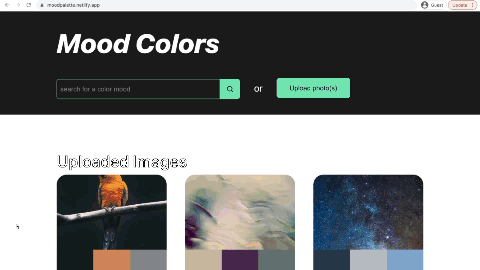 moodpalette.netlify.app
Guest
Update
Mood Colors
search for a color mood
or
Upload photo(s)
Uploaded Images